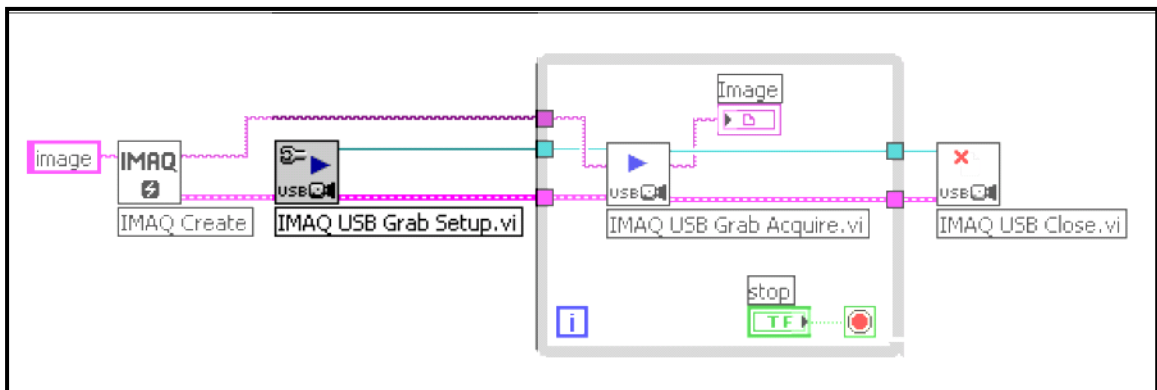 Image
image
IMAQ
USB
USB
USB
IMAQ Create
IMAQ USB Grab Setup.vi
IMAQ USB Grab Acquire.vi
IMAQ USB Close.vi
stop
i
TF